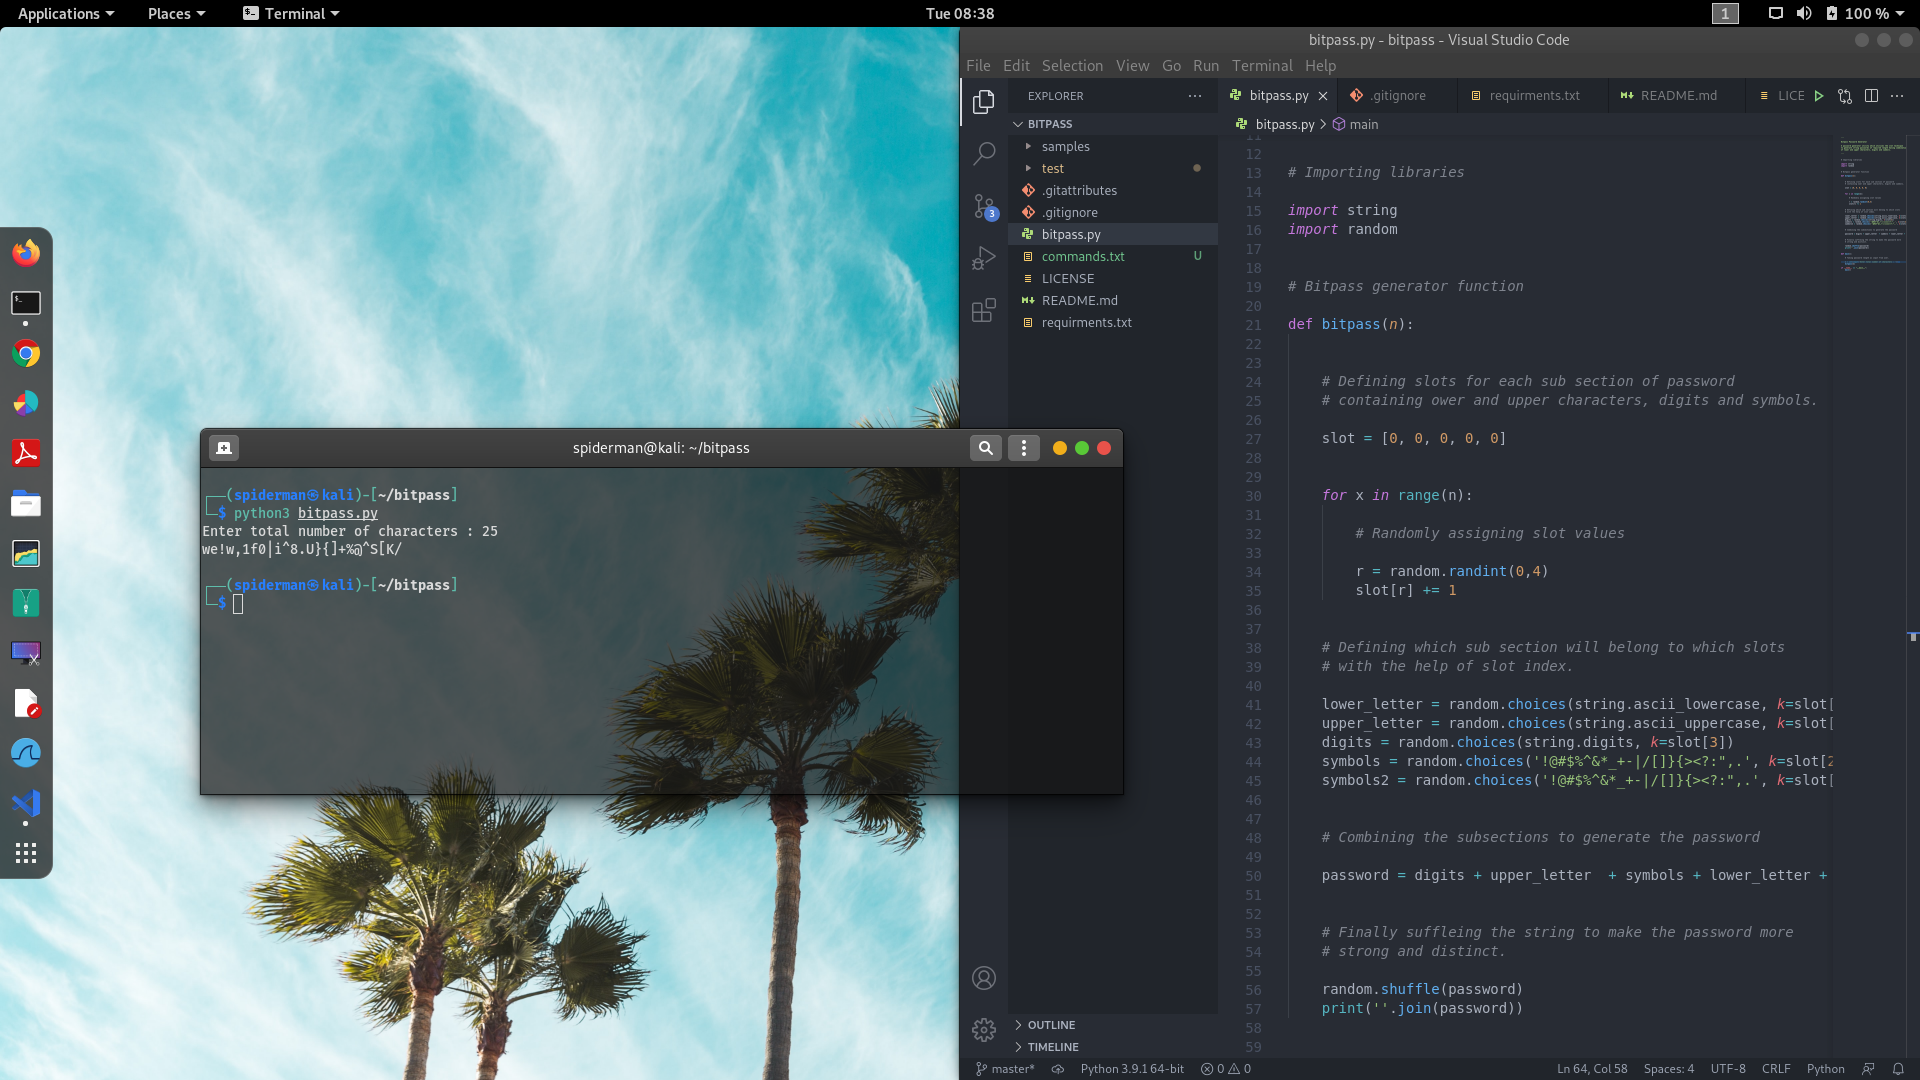 Applications Places Terminal Tue 08:38 1 100 %
bitpass.py - bitpass - Visual Studio Code
File Edit Selection View Go Run Terminal Help
EXPLORER
BITPASS
samples
test
.gitattributes
.gitignore
bitpass.py
commands.txt U
LICENSE
README.md
requirments.txt
3
OUTLINE
TIMELINE
bitpass.py .gitignore requirments.txt README.md LICE
bitpass.py > main
11
12
13 # Importing libraries
14
15 import string
16 import random
17
18
19 # Bitpass generator function
20
21 def bitpass(n):
22
23
24 # Defining slots for each sub section of password
25 # containing ower and upper characters, digits and symbols.
26
27 slot = [0, 0, 0, 0, 0]
28
29
30 for x in range(n):
31
32 # Randomly assigning slot values
33
34 r = random.randint(0,4)
35 slot[r] += 1
36
37
38 # Defining which sub section will belong to which slots
39 # with the help of slot index.
40
41 lower_letter = random.choices(string.ascii_lowercase, k=slot[
42 upper_letter = random.choices(string.ascii_uppercase, k=slot[
43 digits = random.choices(string.digits, k=slot[3])
44 symbols = random.choices('!@#$%^&*_+-|/[]}{><?:",.', k=slot[2
45 symbols2 = random.choices('!@#$%^&*_+-|/[]}{><?:",.', k=slot[
46
47
48 # Combining the subsections to generate the password
49
50 password = digits + upper_letter  + symbols + lower_letter +
51
52
53 # Finally suffleing the string to make the password more
54 # strong and distinct.
55
56 random.shuffle(password)
57 print(''.join(password))
58
59
master* Python 3.9.1 64-bit 0 0 Ln 64, Col 58 Spaces: 4 UTF-8 CRLF Python
spiderman@kali: ~/bitpass
(spiderman㉿kali)-[~/bitpass]
$ python3 bitpass.py
Enter total number of characters : 25
we!w,1f0|i^8.U}{]+%@^S[K/
(spiderman㉿kali)-[~/bitpass]
$